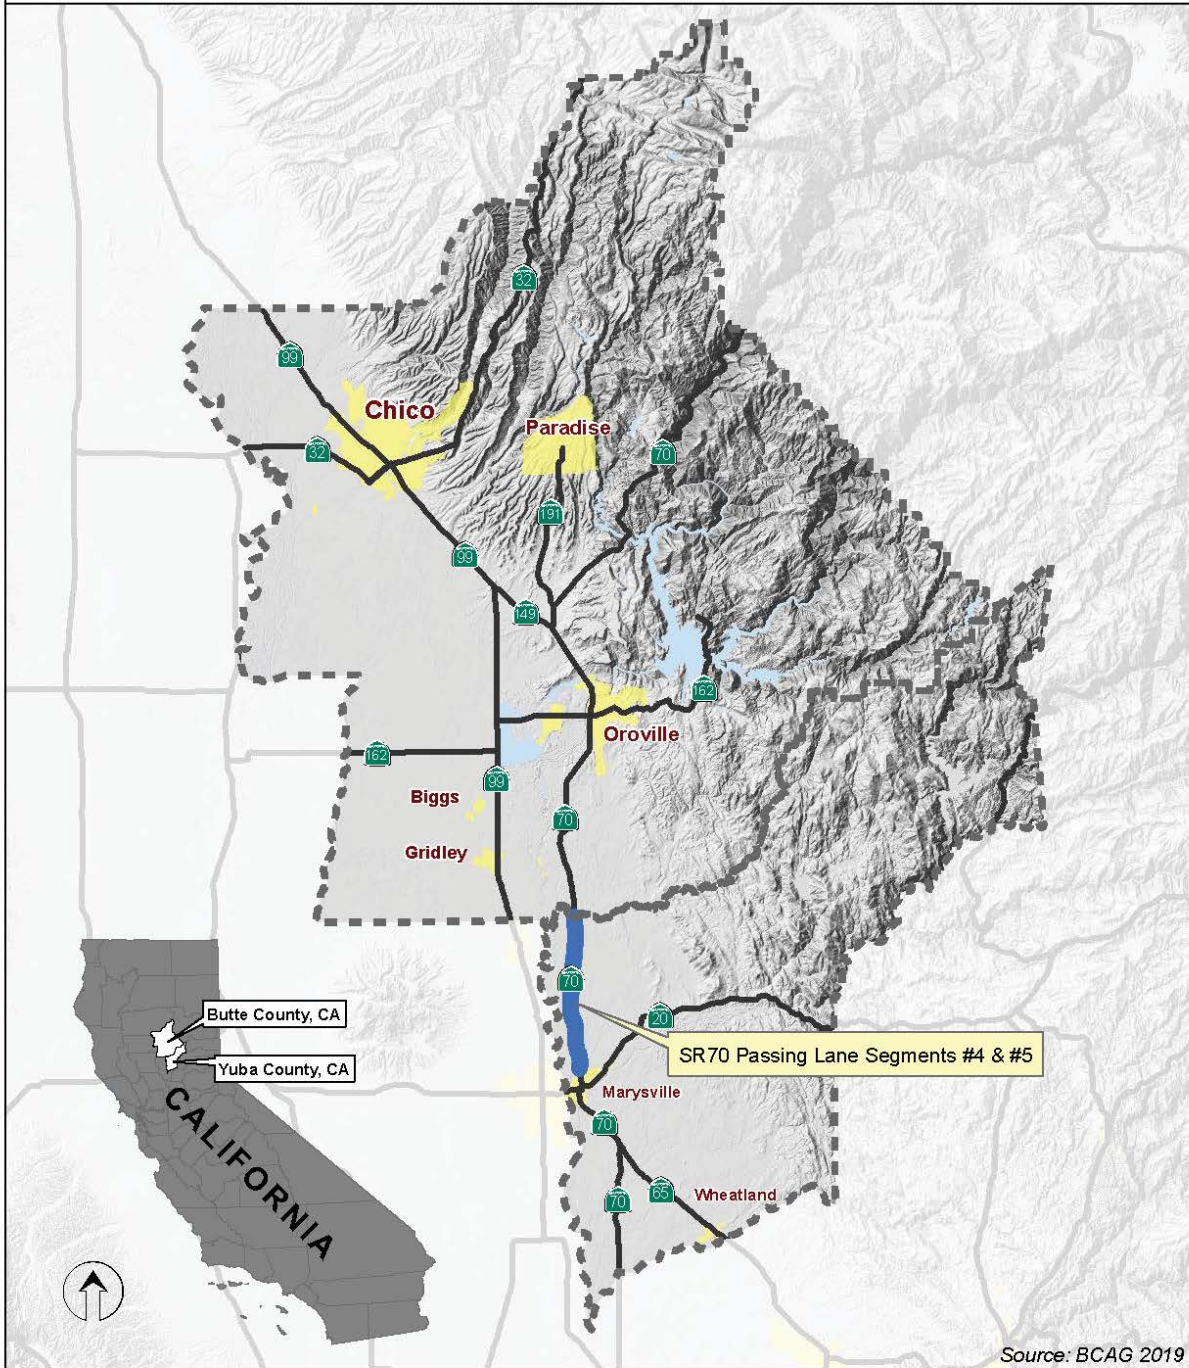 32
99
Chico
Paradise
32
70
191
99
149
162
Oroville
162
99
Biggs
70
Gridley
70
Butte County, CA
20
SR70 Passing Lane Segments #4 & #5
Yuba County, CA
Marysville
CALIFORNIA
70
65
Wheatland
70
Source: BCAG 2019